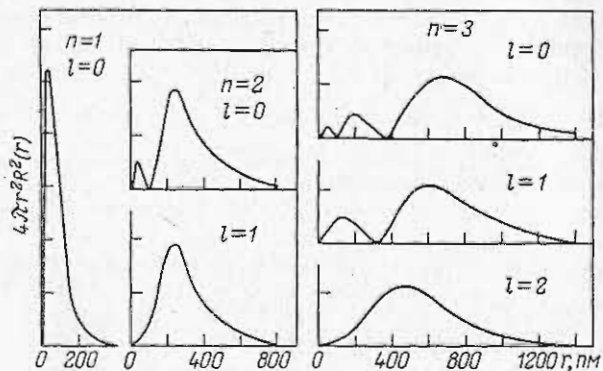 4πr²R²(r)
n=1
l=0
0 200
n=2
l=0
l=1
0 400 800
n=3
l=0
l=1
l=2
0 400 800 1200 r, пм